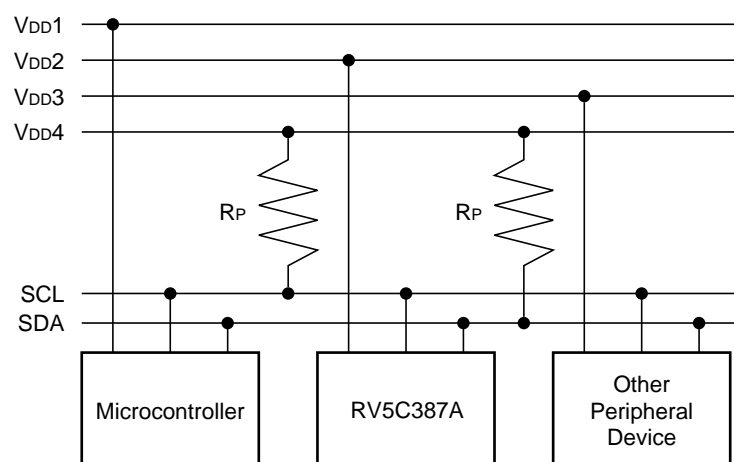 VDD1
VDD2
VDD3
VDD4
RP
RP
SCL
SDA
Microcontroller
RV5C387A
Other
Peripheral
Device